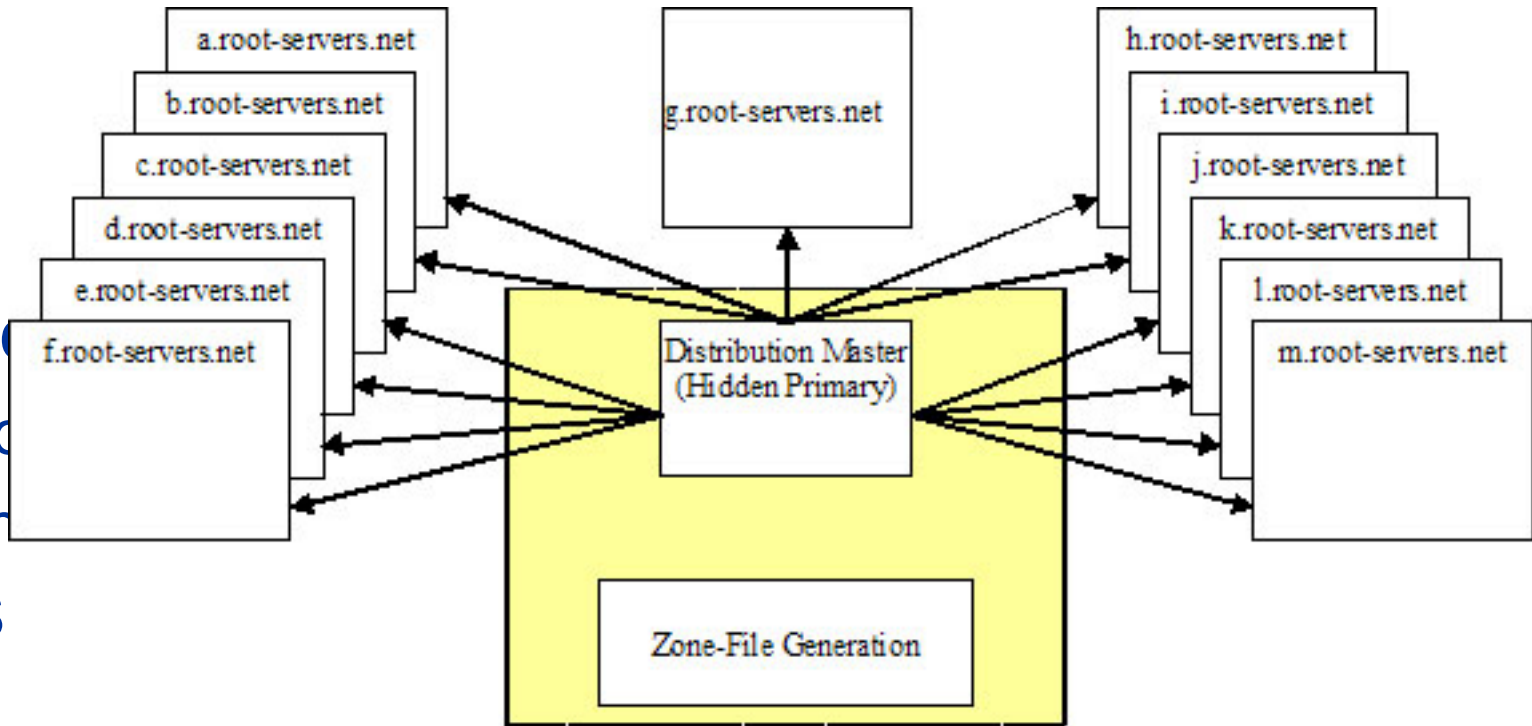 a.root-servers.net
b.root-servers.net
c.root-servers.net
d.root-servers.net
e.root-servers.net
f.root-servers.net
g.root-servers.net
h.root-servers.net
i.root-servers.net
j.root-servers.net
k.root-servers.net
l.root-servers.net
m.root-servers.net
Distribution Master
(Hidden Primary)
Zone-File Generation